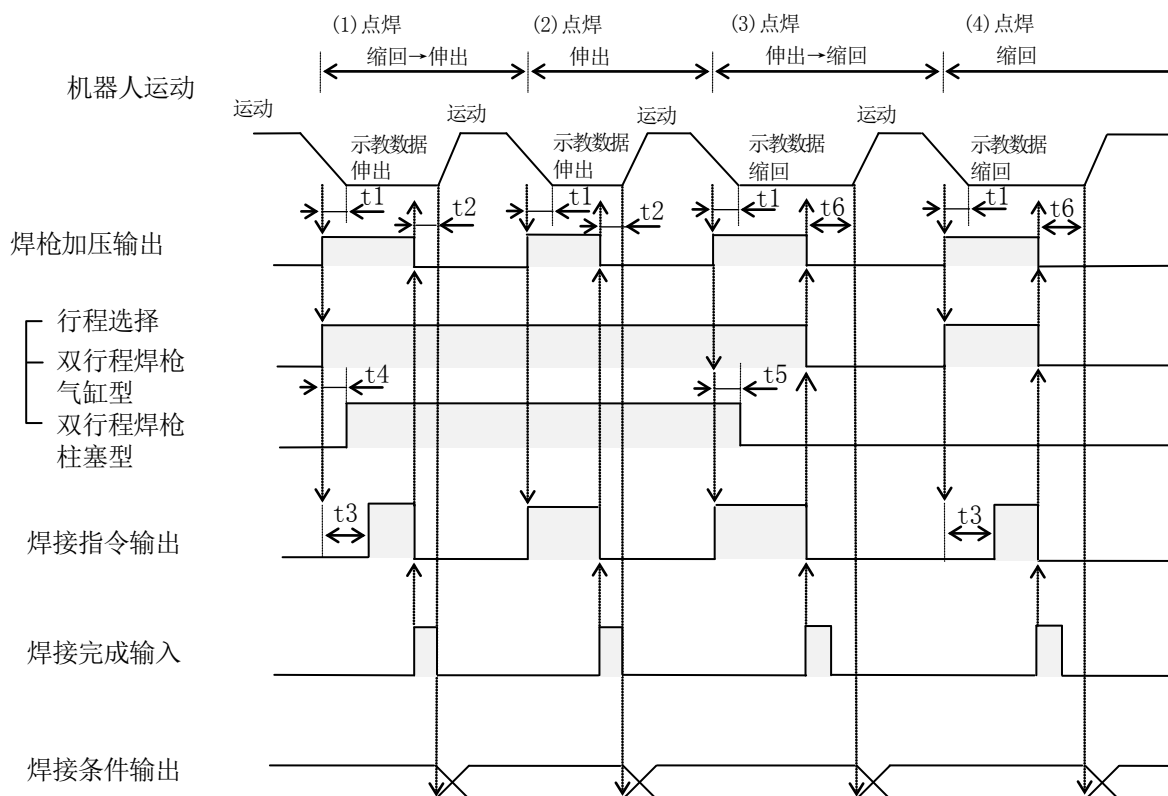 (1)点焊
(2)点焊
(3)点焊
(4)点焊
缩回→伸出
伸出
伸出→缩回
缩回
机器人运动
运动
运动
运动
运动
示教数据
伸出
示教数据
伸出
示教数据
缩回
示教数据
缩回
t1
t2
t1
t2
t1
t6
t1
t6
焊枪加压输出
行程选择
双行程焊枪
气缸型
t4
t5
双行程焊枪
柱塞型
t3
t3
焊接指令输出
焊接完成输入
焊接条件输出